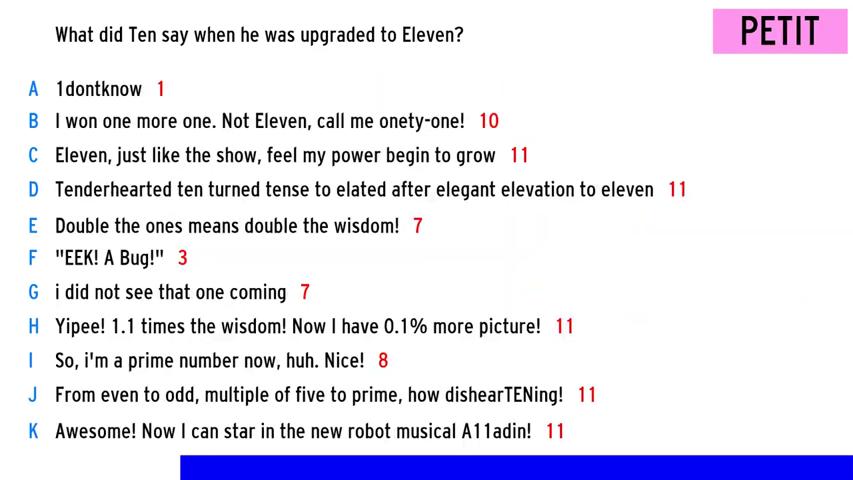 What did Ten say when he was upgraded to Eleven?
PETIT
A 1dontknow 1
B I won one more one. Not Eleven, call me onety-one! 10
C Eleven, just like the show, feel my power begin to grow 11
D Tenderhearted ten turned tense to elated after elegant elevation to eleven 11
E Double the ones means double the wisdom! 7
F "EEK! A Bug!" 3
G i did not see that one coming 7
H Yipee! 1.1 times the wisdom! Now I have 0.1% more picture! 11
I So, i'm a prime number now, huh. Nice! 8
J From even to odd, multiple of five to prime, how dishearTENing! 11
K Awesome! Now I can star in the new robot musical A11adin! 11